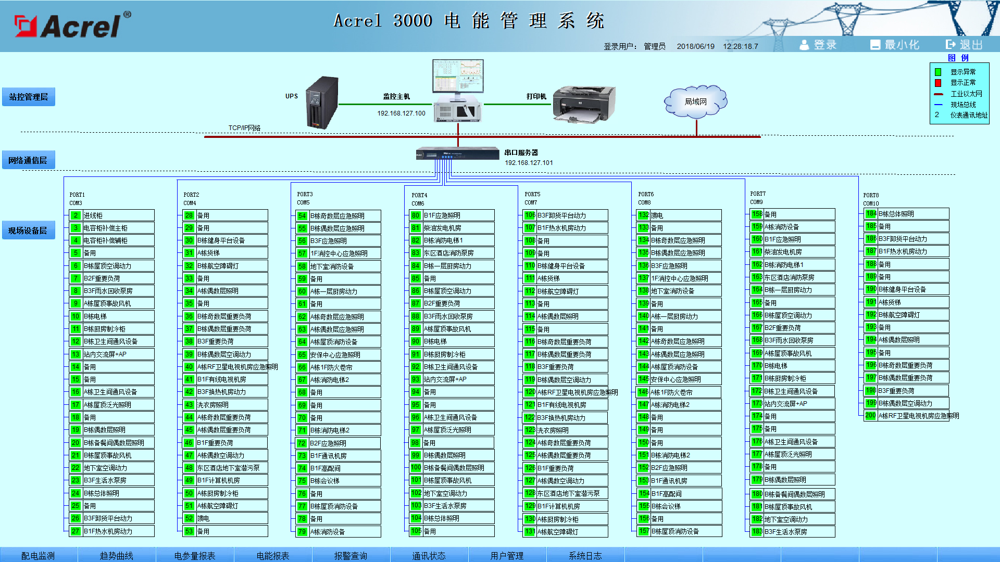 Acrel®
Acrel 3000 电能管理系统
登录用户： 管理员 2018/06/19 12:28:18.7
登录 最小化 退出
图 例
显示异常
显示正常
工业以太网
现场总线
2 仪表通讯地址
站控管理层
UPS
监控主机
192.168.127.100
打印机
局域网
TCP/IP网络
网络通信层
串口服务器
192.168.127.101
现场设备层
PORT1
COM3
2 进线柜
3 电容柜补偿主柜
4 电容柜补偿辅柜
5 备用
6 B栋屋顶空调动力
7 B2F重要负荷
8 B3F雨水回收泵房
9 A栋屋顶事故风机
10 B栋电梯
11 B栋厨房制冷柜
12 B栋卫生间通风设备
13 站内交流屏+AP
14 备用
15 备用
16 A栋卫生间通风设备
17 A栋屋顶泛光照明
18 备用
19 B栋偶数层照明
20 B栋备餐间偶数层照明
21 B栋屋顶事故风机
22 地下室空调动力
23 B3F生活水泵房
24 B栋总体照明
25 备用
26 B3F卸货平台动力
27 B1F热水机房动力
PORT2
COM4
28 备用
29 备用
30 B栋健身平台设备
31 A栋货梯
32 B栋航空障碍灯
33 备用
34 A栋偶数层照明
35 备用
36 B栋奇数层重要负荷
37 B栋偶数层重要负荷
38 B3F重要负荷
39 B栋偶数层空调动力
40 A栋RF卫星电视机房应急照明
41 B1F有线电视机房
42 B3F换热机房动力
43 洗衣房照明
44 A栋奇数层重要负荷
45 A栋偶数层重要负荷
46 B1F重要负荷
47 A栋偶数空调动力
48 东区酒店地下室潜污泵
49 B1F计算机机房
50 A栋厨房制冷柜
51 A栋航空障碍灯
52 馈电
53 备用
PORT3
COM5
54 B栋奇数层应急照明
55 B栋偶数层应急照明
56 B3F应急照明
57 1F消控中心应急照明
58 地下室消防设备
59 备用
60 A栋一层厨房动力
61 备用
62 A栋奇数层应急照明
63 A栋偶数层应急照明
64 A栋屋顶消防设备
65 安保中心应急照明
66 A栋1F防火卷帘
67 A栋消防电梯2
68 备用
69 备用
70 备用
71 B栋消防电梯2
72 B2F应急照明
73 B1F通讯机房
74 B1F高配间
75 B栋会议梯
76 备用
77 B栋屋顶消防设备
78 备用
79 A栋消防设备
PORT4
COM6
80 B1F应急照明
81 柴油发电机房
82 B栋消防电梯1
83 东区酒店消防泵房
84 B栋一层厨房动力
85 备用
86 B栋屋顶空调动力
87 B2F重要负荷
88 B3F雨水回收泵房
89 A栋屋顶事故风机
90 B栋电梯
91 B栋厨房制冷柜
92 B栋卫生间通风设备
93 站内交流屏+AP
94 备用
95 备用
96 A栋卫生间通风设备
97 A栋屋顶泛光照明
98 备用
99 B栋偶数层照明
100 B栋备餐间偶数层照明
101 B栋屋顶事故风机
102 地下室空调动力
103 B3F生活水泵房
104 B栋总体照明
105 备用
PORT5
COM7
106 B3F卸货平台动力
107 B1F热水机房动力
108 备用
109 备用
110 B栋健身平台设备
111 A栋货梯
112 B栋航空障碍灯
113 备用
114 A栋偶数层照明
115 备用
116 B栋奇数层重要负荷
117 B栋偶数层重要负荷
118 B3F重要负荷
119 B栋偶数层空调动力
120 A栋RF卫星电视机房应急照明
121 B1F有线电视机房
122 B3F换热机房动力
123 洗衣房照明
124 A栋奇数层重要负荷
125 A栋偶数层重要负荷
126 B1F重要负荷
127 A栋偶数空调动力
128 东区酒店地下室潜污泵
129 B1F计算机机房
130 A栋厨房制冷柜
131 A栋航空障碍灯
PORT6
COM8
132 馈电
133 备用
134 B栋奇数层应急照明
135 B栋偶数层应急照明
136 B3F应急照明
137 1F消控中心应急照明
138 地下室消防设备
139 备用
140 A栋一层厨房动力
141 备用
142 A栋奇数层应急照明
143 A栋偶数层应急照明
144 A栋屋顶消防设备
145 安保中心应急照明
146 A栋1F防火卷帘
147 A栋消防电梯2
148 备用
149 备用
150 备用
151 B栋消防电梯2
152 B2F应急照明
153 B1F通讯机房
154 B1F高配间
155 B栋会议梯
156 备用
157 B栋屋顶消防设备
PORT7
COM9
158 备用
159 A栋消防设备
160 B1F应急照明
161 柴油发电机房
162 B栋消防电梯1
163 东区酒店消防泵房
164 B栋一层厨房动力
165 备用
166 B栋屋顶空调动力
167 B2F重要负荷
168 B3F雨水回收泵房
169 A栋屋顶事故风机
170 B栋电梯
171 B栋厨房制冷柜
172 B栋卫生间通风设备
173 站内交流屏+AP
174 备用
175 备用
176 A栋卫生间通风设备
177 A栋屋顶泛光照明
178 备用
179 B栋偶数层照明
180 B栋备餐间偶数层照明
181 B栋屋顶事故风机
182 地下室空调动力
183 B3F生活水泵房
PORT8
COM10
184 B栋总体照明
185 备用
186 B3F卸货平台动力
187 B1F热水机房动力
188 备用
189 备用
190 B栋健身平台设备
191 A栋货梯
192 B栋航空障碍灯
193 备用
194 A栋偶数层照明
195 备用
196 B栋奇数层重要负荷
197 B栋偶数层重要负荷
198 B3F重要负荷
199 B栋偶数层空调动力
200 A栋RF卫星电视机房应急照明
配电监测 趋势曲线 电参量报表 电能报表 报警查询 通讯状态 用户管理 系统日志